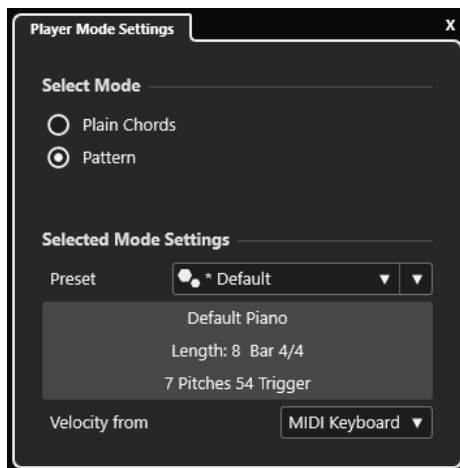 Player Mode Settings X
Select Mode
Plain Chords
Pattern
Selected Mode Settings
Preset * Default
Default Piano
Length: 8 Bar 4/4
7 Pitches 54 Trigger
Velocity from MIDI Keyboard